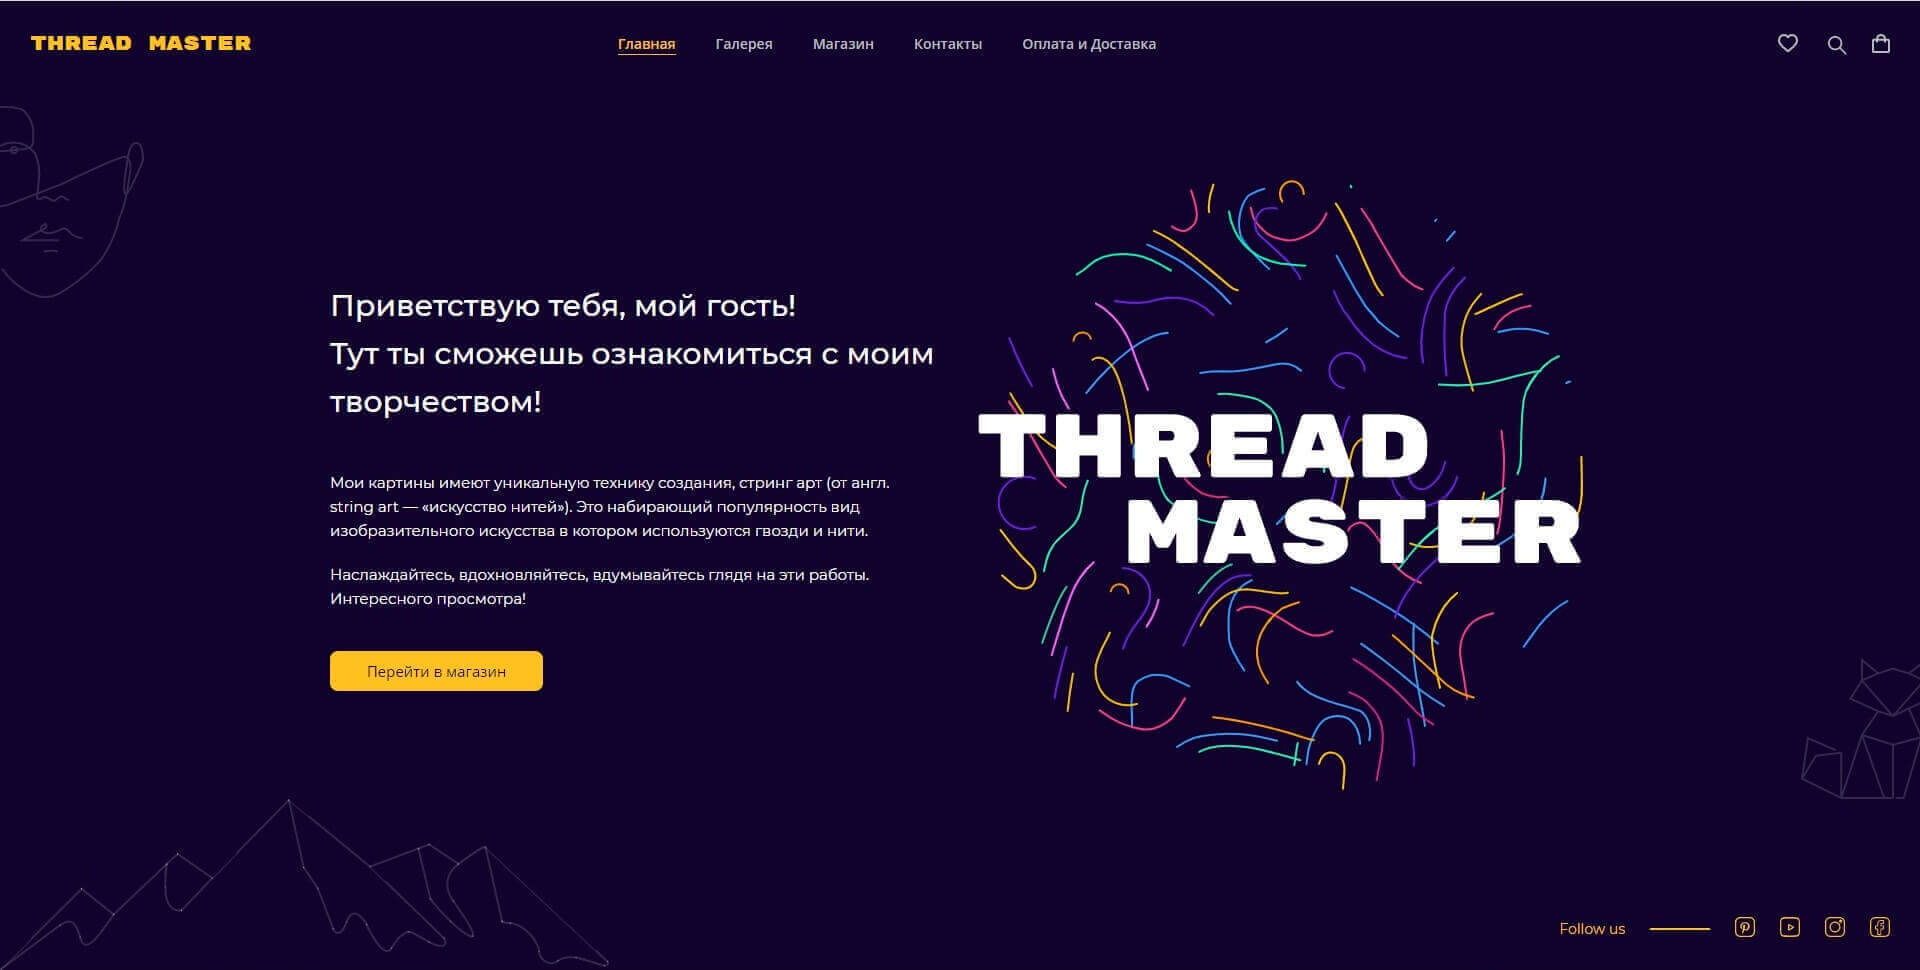 THREAD MASTER
Главная Галерея Магазин Контакты Оплата и Доставка
Приветствую тебя, мой гость!
Тут ты сможешь ознакомиться с моим
творчеством!
Мои картины имеют уникальную технику создания, стринг арт (от англ.
string art — «искусство нитей»). Это набирающий популярность вид
изобразительного искусства в котором используются гвозди и нити.
Наслаждайтесь, вдохновляйтесь, вдумывайтесь глядя на эти работы.
Интересного просмотра!
Перейти в магазин
THREAD
MASTER
Follow us